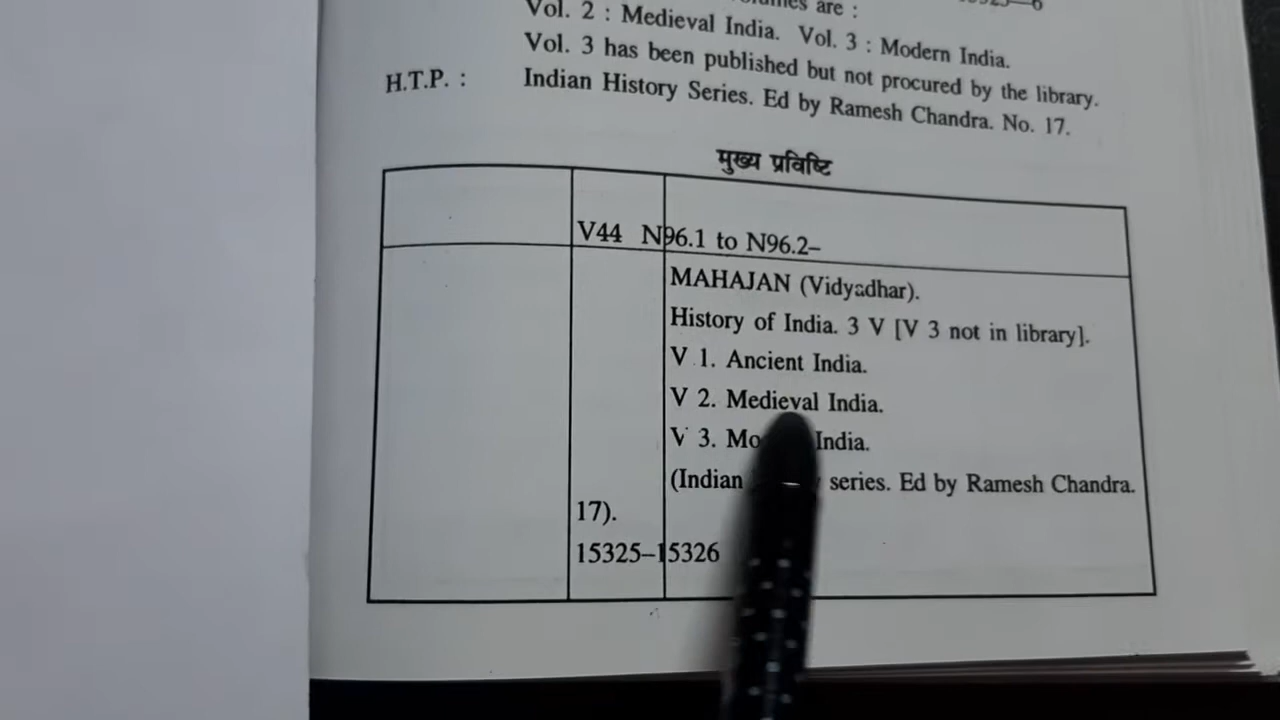 are :
Vol. 2 : Medieval India. Vol. 3 : Modern India.
Vol. 3 has been published but not procured by the library.
H.T.P. : Indian History Series. Ed by Ramesh Chandra. No. 17.
मुख्य प्रविष्टि
V44 N96.1 to N96.2–
MAHAJAN (Vidyadhar).
History of India. 3 V [V 3 not in library].
V 1. Ancient India.
V 2. Medieval India.
V 3. India.
(Indian series. Ed by Ramesh Chandra.
17).
15325–15326